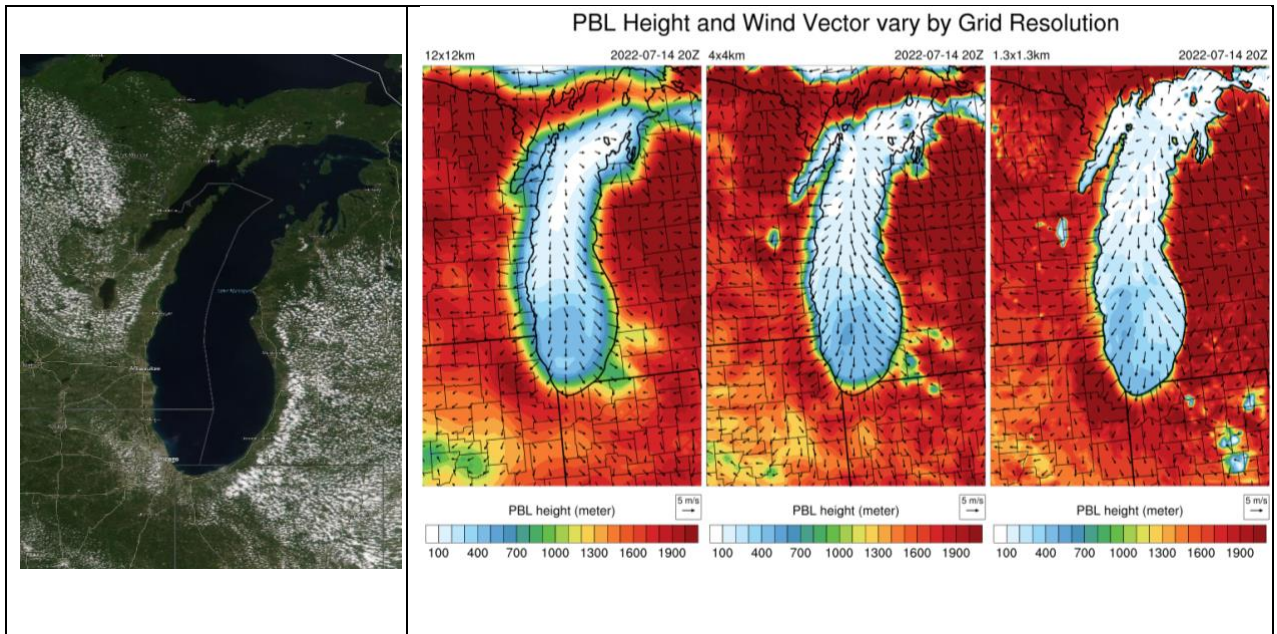 PBL Height and Wind Vector vary by Grid Resolution
12x12km 2022-07-14 20Z
4x4km 2022-07-14 20Z
1.3x1.3km 2022-07-14 20Z
Milwaukee
5 m/s
5 m/s
5 m/s
PBL height (meter)
PBL height (meter)
PBL height (meter)
100 400 700 1000 1300 1600 1900
100 400 700 1000 1300 1600 1900
100 400 700 1000 1300 1600 1900